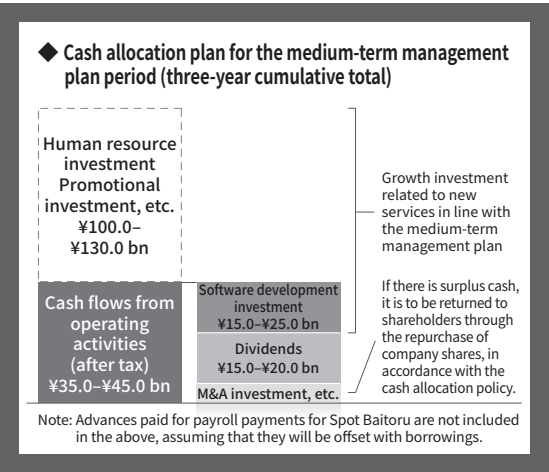 ◆ Cash allocation plan for the medium-term management
plan period (three-year cumulative total)
Human resource
investment
Promotional
investment, etc.
¥100.0–
¥130.0 bn
Cash flows from
operating
activities
(after tax)
¥35.0–¥45.0 bn
Software development
investment
¥15.0–¥25.0 bn
Dividends
¥15.0–¥20.0 bn
M&A investment, etc.
Growth investment
related to new
services in line with
the medium-term
management plan
If there is surplus cash,
it is to be returned to
shareholders through
the repurchase of
company shares, in
accordance with the
cash allocation policy.
Note: Advances paid for payroll payments for Spot Baitoru are not included
in the above, assuming that they will be offset with borrowings.